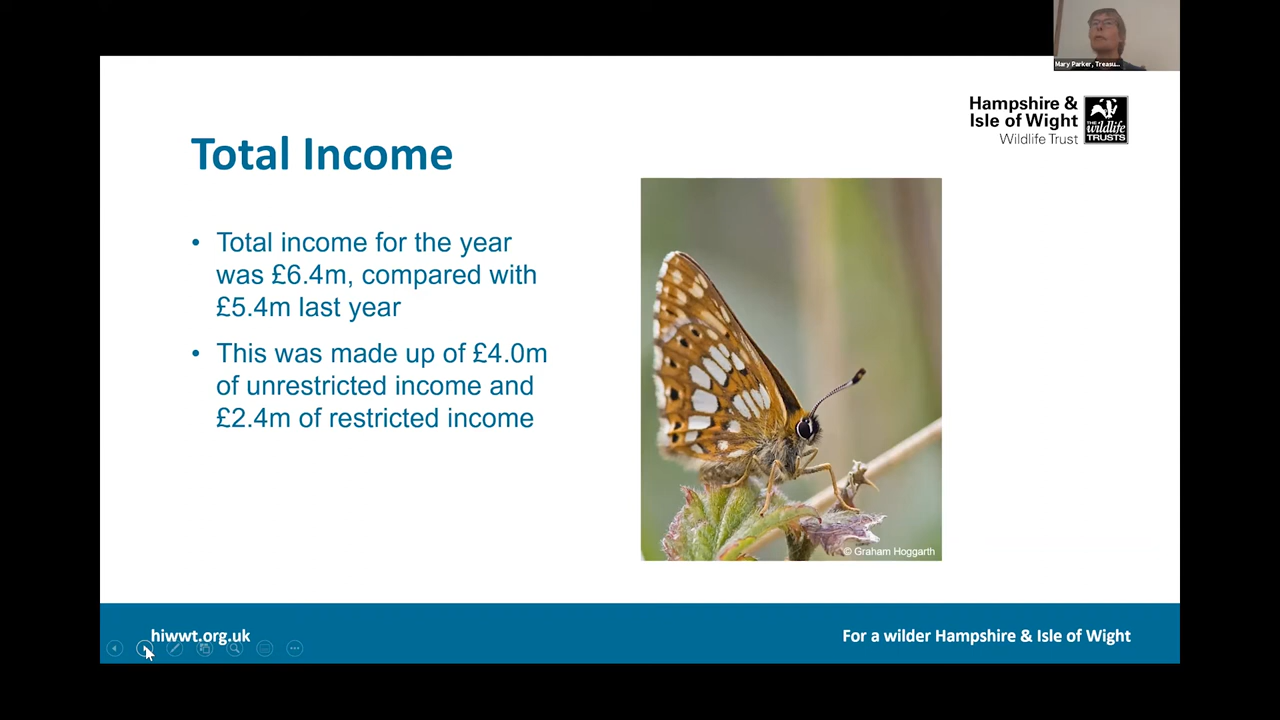 Mary Parker, Treasu...
Hampshire &
Isle of Wight
Wildlife Trust
THE
wildlife
TRUSTS
Total Income
• Total income for the year
was £6.4m, compared with
£5.4m last year
• This was made up of £4.0m
of unrestricted income and
£2.4m of restricted income
© Graham Hoggarth
hiwwt.org.uk
For a wilder Hampshire & Isle of Wight